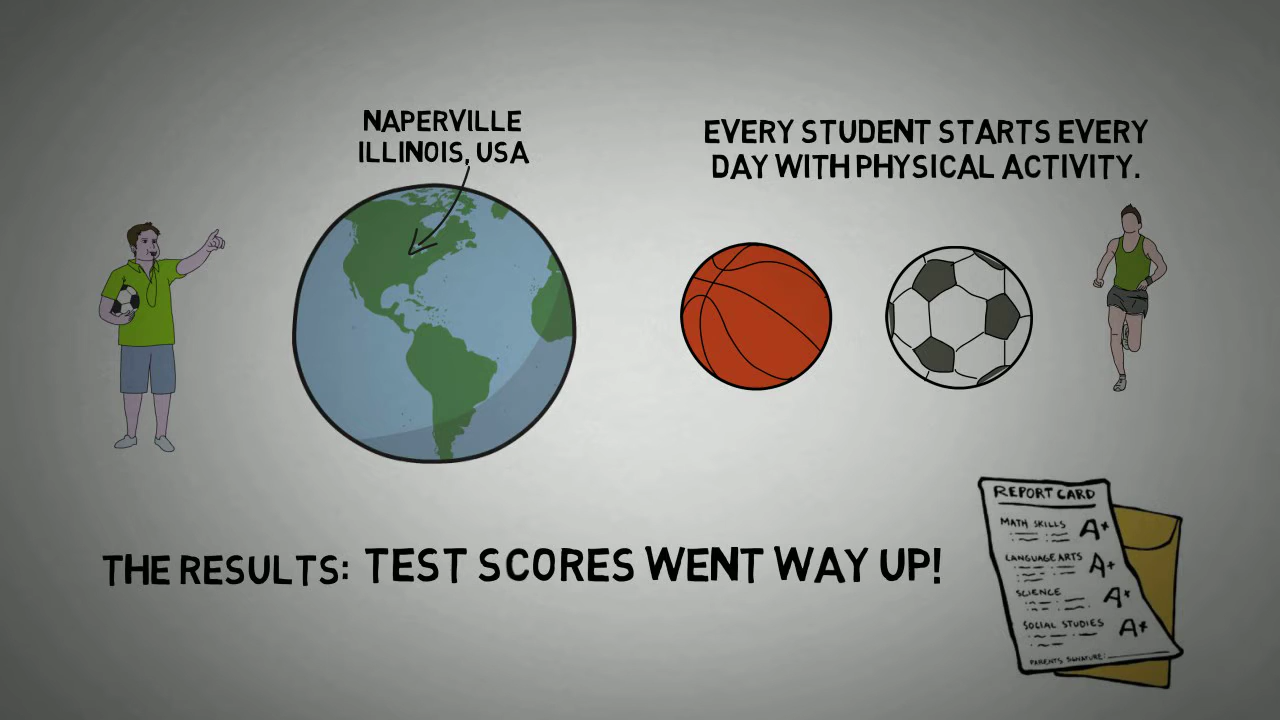 NAPERVILLE
ILLINOIS, USA
EVERY STUDENT STARTS EVERY
DAY WITH PHYSICAL ACTIVITY.
THE RESULTS: TEST SCORES WENT WAY UP!
REPORT CARD
MATH SKILLS A+
LANGUAGE ARTS A+
SCIENCE A+
SOCIAL STUDIES A+
PARENTS SIGNATURE: